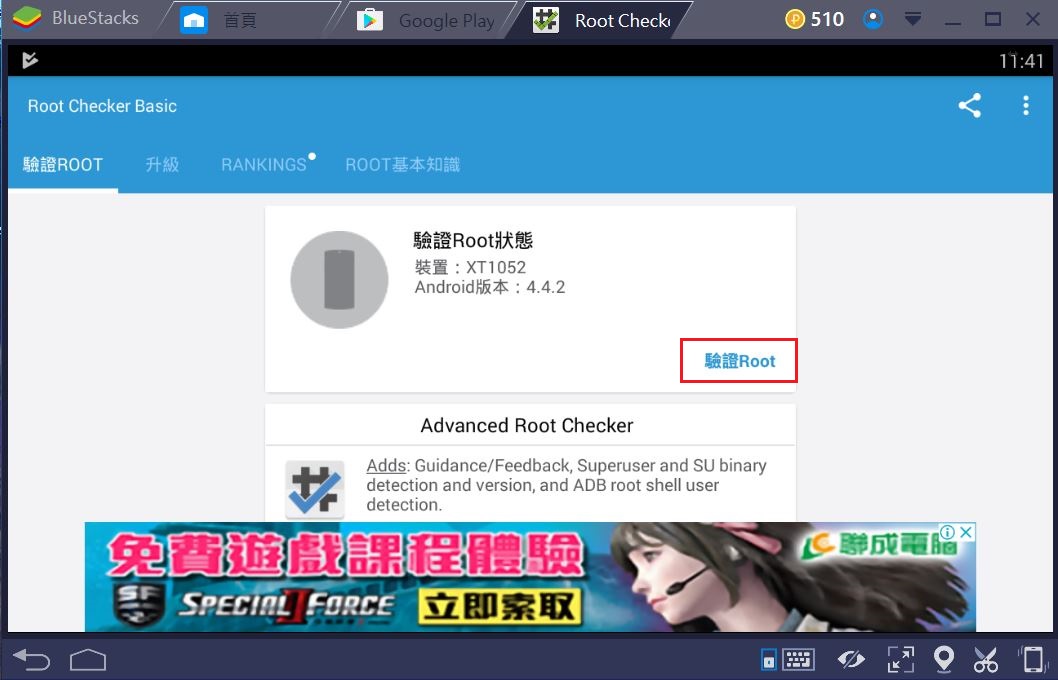 BlueStacks
首頁
Google Play
Root Checke
510
11:41
Root Checker Basic
驗證ROOT
升級
RANKINGS
ROOT基本知識
驗證Root狀態
裝置：XT1052
Android版本：4.4.2
驗證Root
Advanced Root Checker
Adds: Guidance/Feedback, Superuser and SU binary
detection and version, and ADB root shell user
detection.
免費遊戲課程體驗
聯成電腦
SF
SPECIAL FORCE
立即索取